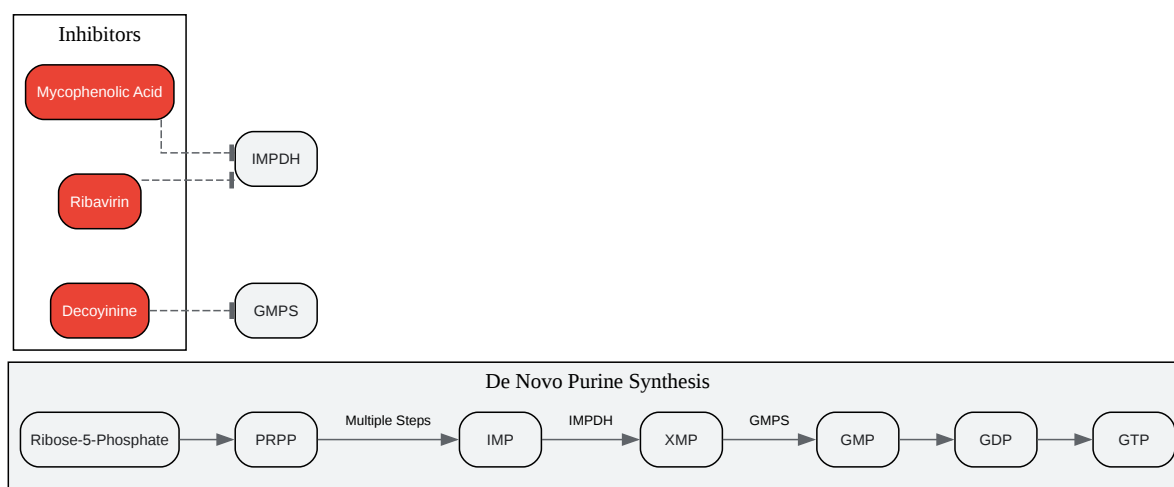 Inhibitors
Mycophenolic Acid
IMPDH
Ribavirin
Decoyinine
GMPS
De Novo Purine Synthesis
Multiple Steps
IMPDH
GMPS
Ribose-5-Phosphate
PRPP
IMP
XMP
GMP
GDP
GTP